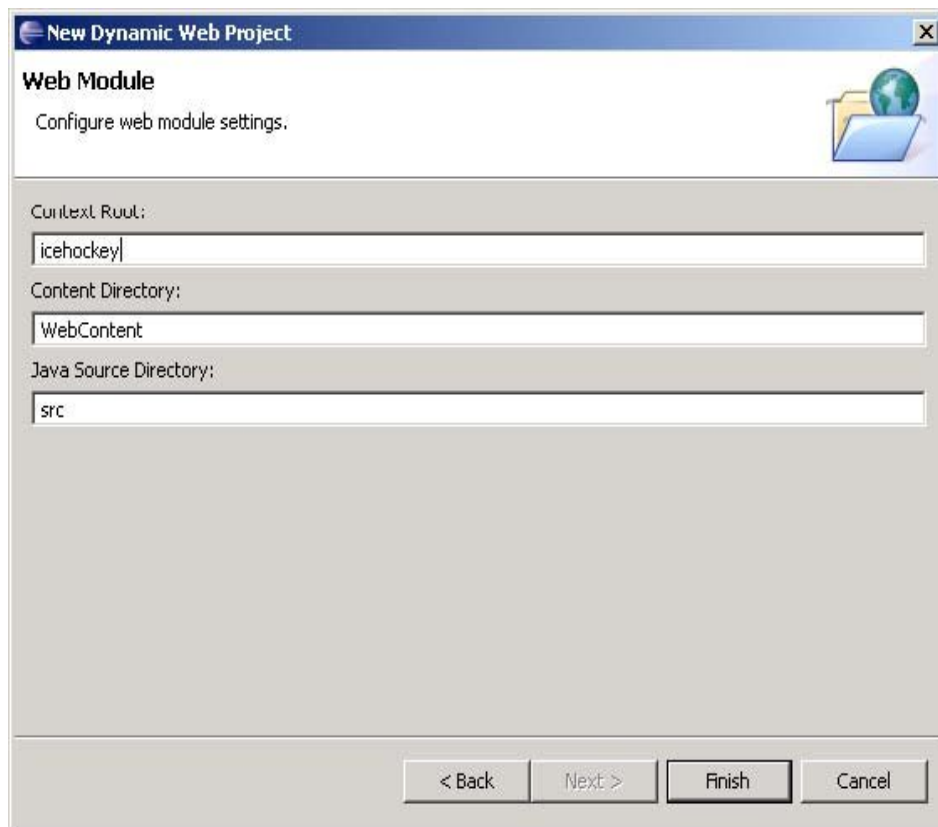 New Dynamic Web Project
Web Module
Configure web module settings.
Context Root:
icehockey
Content Directory:
WebContent
Java Source Directory:
src
< Back
Next >
Finish
Cancel